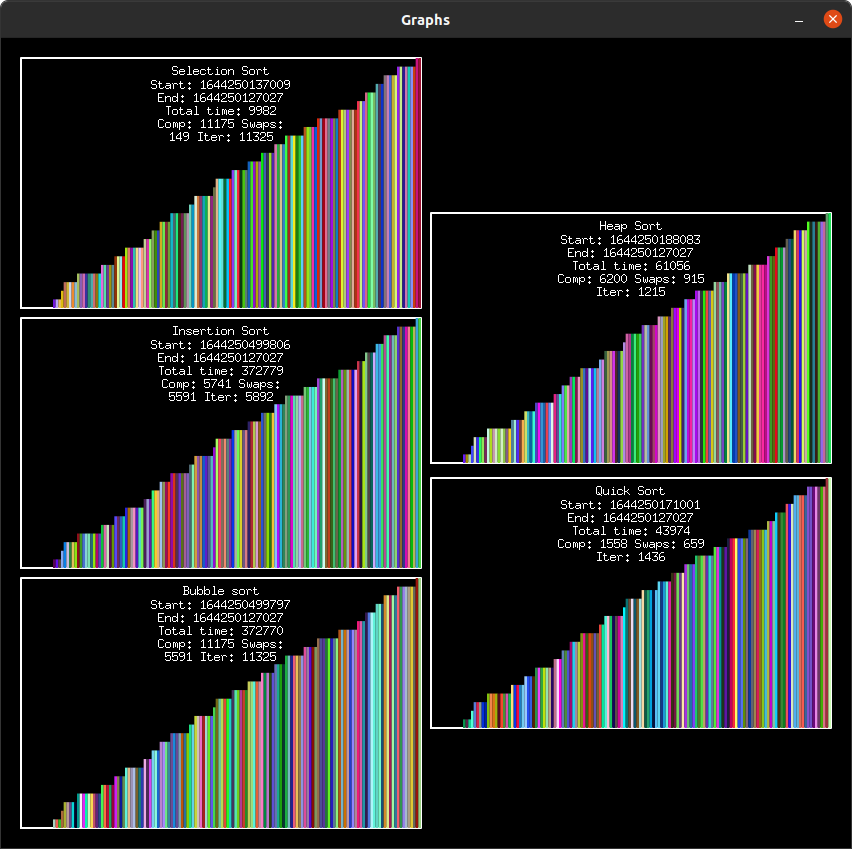 Graphs
Selection Sort
Start: 1644250137009
End: 1644250127027
Total time: 9982
Comp: 11175 Swaps:
149 Iter: 11325
Insertion Sort
Start: 1644250499806
End: 1644250127027
Total time: 372779
Comp: 5741 Swaps:
5591 Iter: 5892
Bubble sort
Start: 1644250499797
End: 1644250127027
Total time: 372770
Comp: 11175 Swaps:
5591 Iter: 11325
Heap Sort
Start: 1644250188083
End: 1644250127027
Total time: 61056
Comp: 6200 Swaps: 915
Iter: 1215
Quick Sort
Start: 1644250171001
End: 1644250127027
Total time: 43974
Comp: 1558 Swaps: 659
Iter: 1436